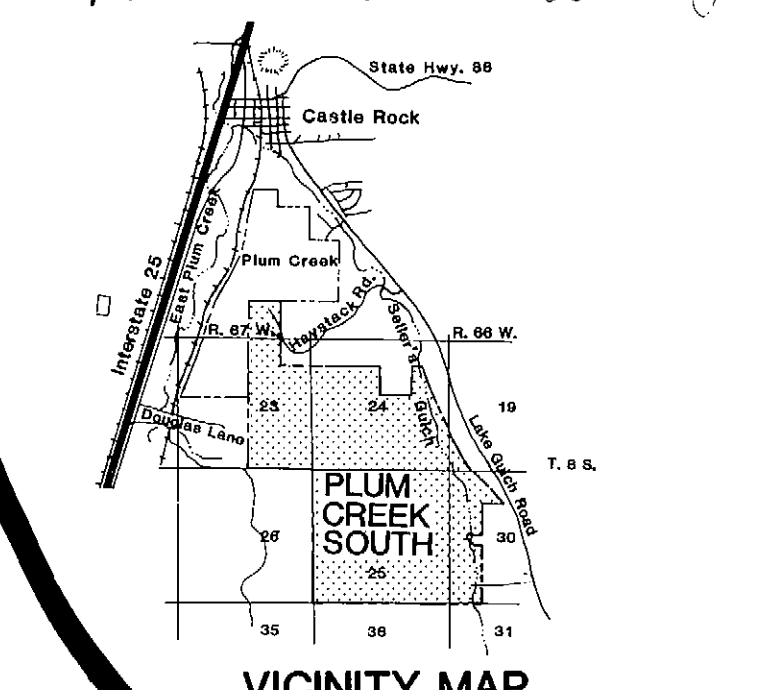 State Hwy. 86
Castle Rock
East Plum Creek
Plum Creek
Interstate 25
R. 67 W.
Haystack Rd.
Seller's
Gulch
R. 66 W.
23
24
19
Douglas Lane
Lake Gulch Road
T. 8 S.
PLUM
CREEK
SOUTH
26
25
30
35
36
31
VICINITY MAP